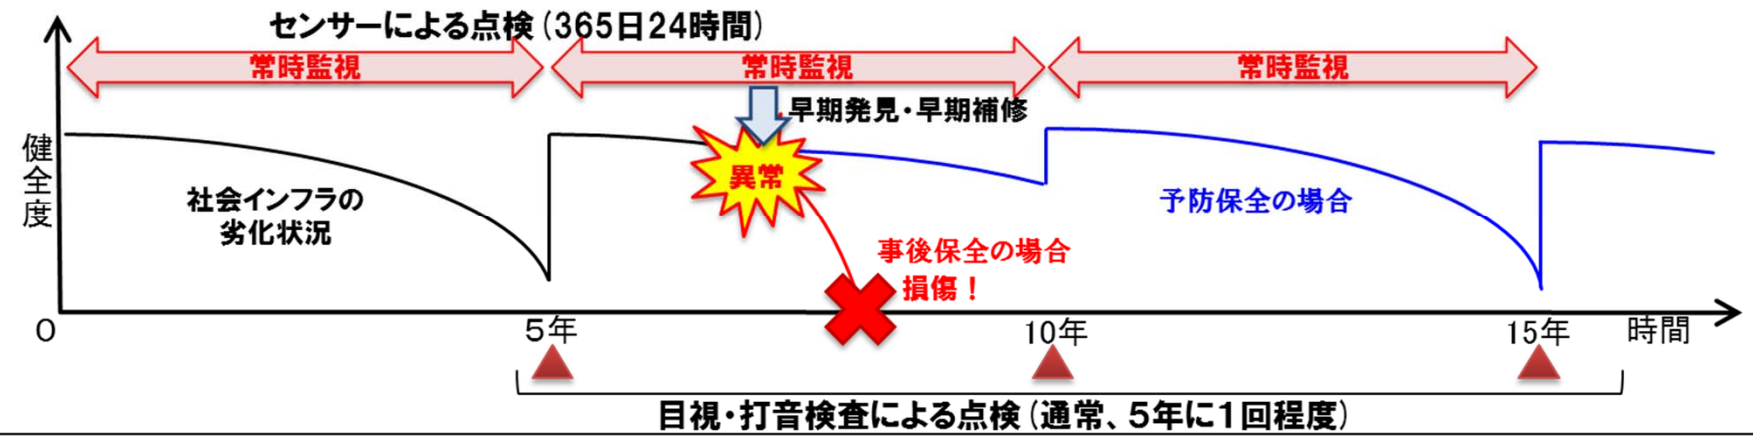 センサーによる点検(365日24時間)
常時監視
常時監視
常時監視
早期発見・早期補修
健全度
異常
社会インフラの
劣化状況
予防保全の場合
事後保全の場合
損傷!
0
5年
10年
15年
時間
目視・打音検査による点検(通常、5年に1回程度)